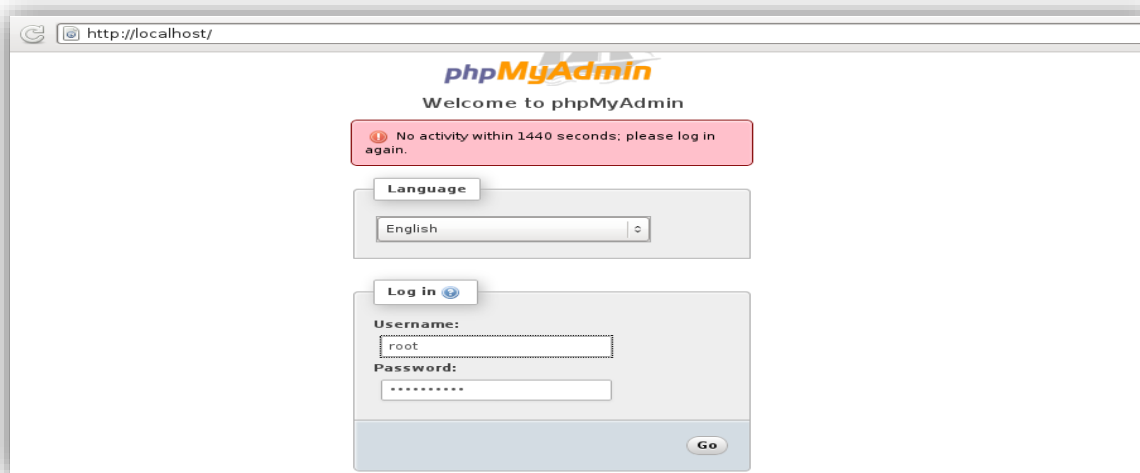 http://localhost/
phpMyAdmin
Welcome to phpMyAdmin
No activity within 1440 seconds; please log in
again.
Language
English
Log in
Username:
root
Password:
••••••••••
Go